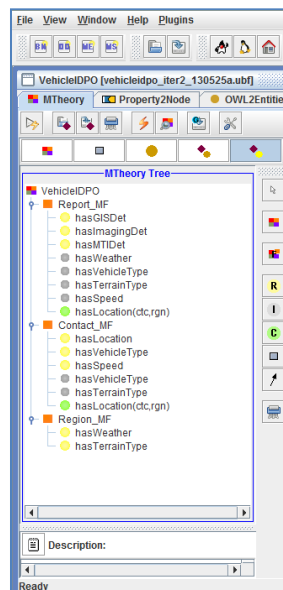 File View Window Help Plugins
BN OD ME MS
VehicleIDPO [vehicleidpo_iter2_130525a.ubf]
MTheory Property2Node OWL2Entitie
MTheory Tree
VehicleIDPO
Report_MF
hasGISDet
hasImagingDet
hasMTIDet
hasWeather
hasVehicleType
hasTerrainType
hasSpeed
hasLocation(ctc,rgn)
Contact_MF
hasLocation
hasVehicleType
hasSpeed
hasVehicleType
hasTerrainType
hasLocation(ctc,rgn)
Region_MF
hasWeather
hasTerrainType
R
I
C
Description:
Ready